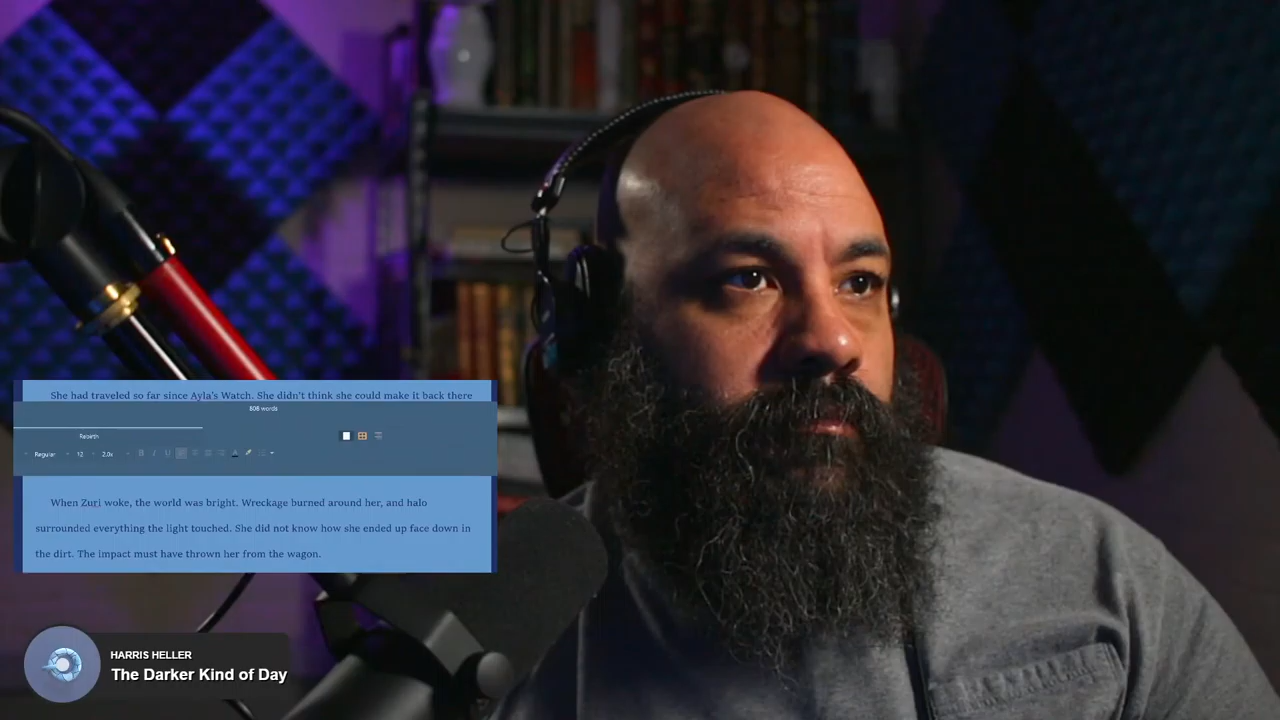 She had traveled so far since Ayla's Watch. She didn't think she could make it back there
508 words
Rebirth
Regular 12 2.0x
B I U
When Zuri woke, the world was bright. Wreckage burned around her, and halo
surrounded everything the light touched. She did not know how she ended up face down in
the dirt. The impact must have thrown her from the wagon.
HARRIS HELLER
The Darker Kind of Day